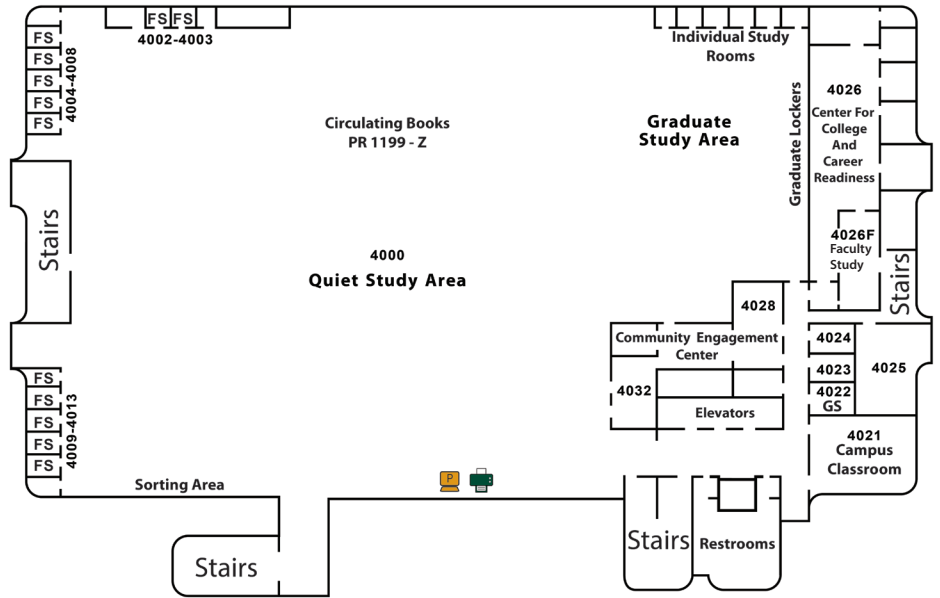 FS FS
4002-4003
FS
FS
FS
FS
FS
4004-4008
Individual Study
Rooms
Circulating Books
PR 1199 - Z
Graduate
Study Area
Graduate Lockers
4026
Center For
College
And
Career
Readiness
Stairs
4000
Quiet Study Area
4026F
Faculty
Study
Stairs
4028
Community Engagement
Center
4024
4023
4022
GS
4025
4032
Elevators
FS
FS
FS
FS
FS
4009-4013
4021
Campus
Classroom
Sorting Area
P
Stairs
Restrooms
Stairs